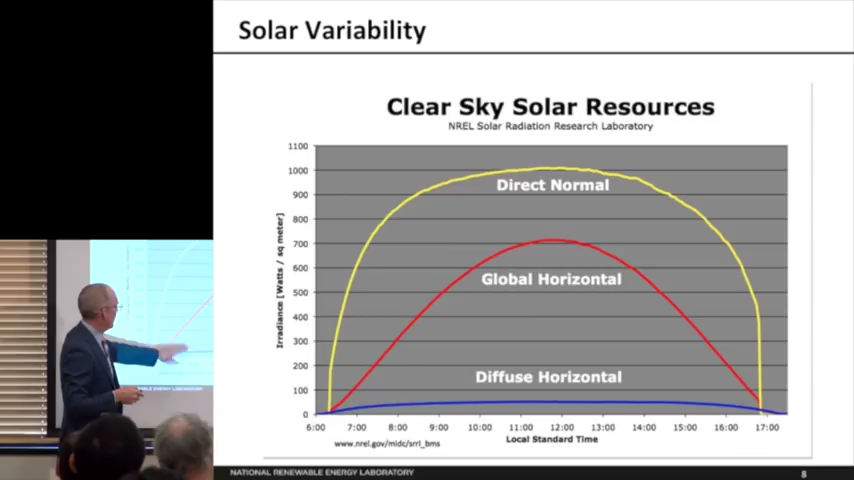 Solar Variability
Clear Sky Solar Resources
NREL Solar Radiation Research Laboratory
1100
1000
900
800
700
600
500
400
300
200
100
0
Irradiance [Watts / sq meter]
Direct Normal
Global Horizontal
Diffuse Horizontal
6:00 7:00 8:00 9:00 10:00 11:00 12:00 13:00 14:00 15:00 16:00 17:00
Local Standard Time
www.nrel.gov/midc/srrl_bms
NATIONAL RENEWABLE ENERGY LABORATORY
8